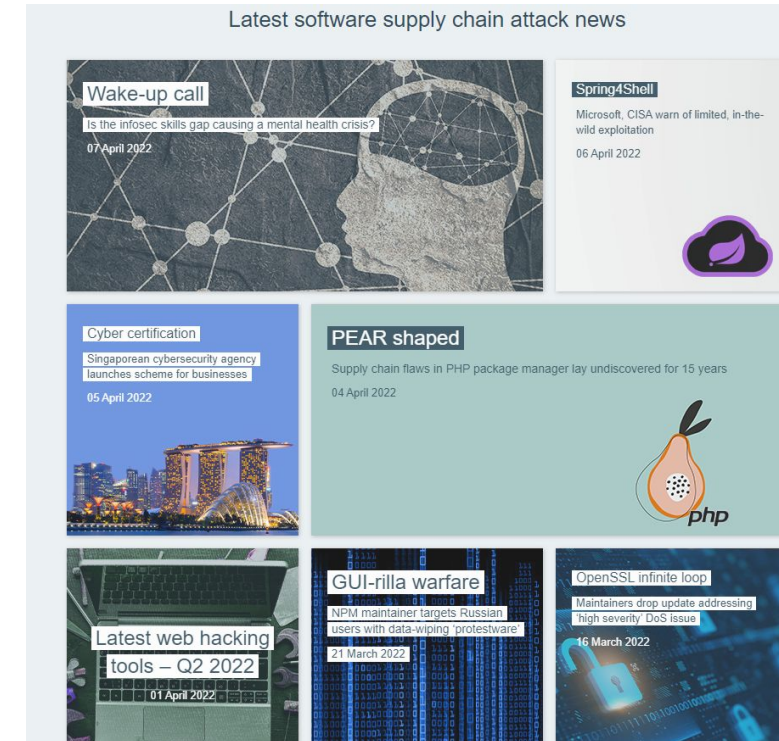 Latest software supply chain attack news
Wake-up call
Is the infosec skills gap causing a mental health crisis?
07 April 2022
Spring4Shell
Microsoft, CISA warn of limited, in-the-
wild exploitation
06 April 2022
Cyber certification
Singaporean cybersecurity agency
launches scheme for businesses
05 April 2022
PEAR shaped
Supply chain flaws in PHP package manager lay undiscovered for 15 years
04 April 2022
php
Latest web hacking
tools – Q2 2022
01 April 2022
GUI-rilla warfare
NPM maintainer targets Russian
users with data-wiping 'protestware'
21 March 2022
OpenSSL infinite loop
Maintainers drop update addressing
'high severity' DoS issue
16 March 2022